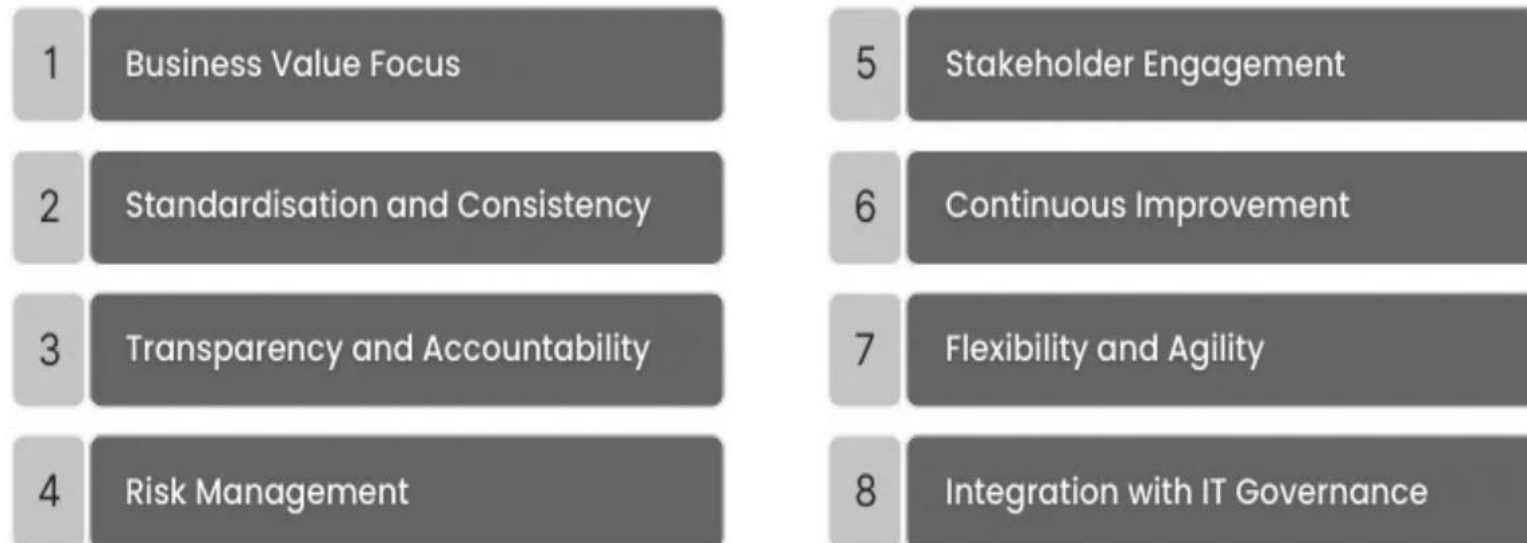 1 Business Value Focus
2 Standardisation and Consistency
3 Transparency and Accountability
4 Risk Management
5 Stakeholder Engagement
6 Continuous Improvement
7 Flexibility and Agility
8 Integration with IT Governance